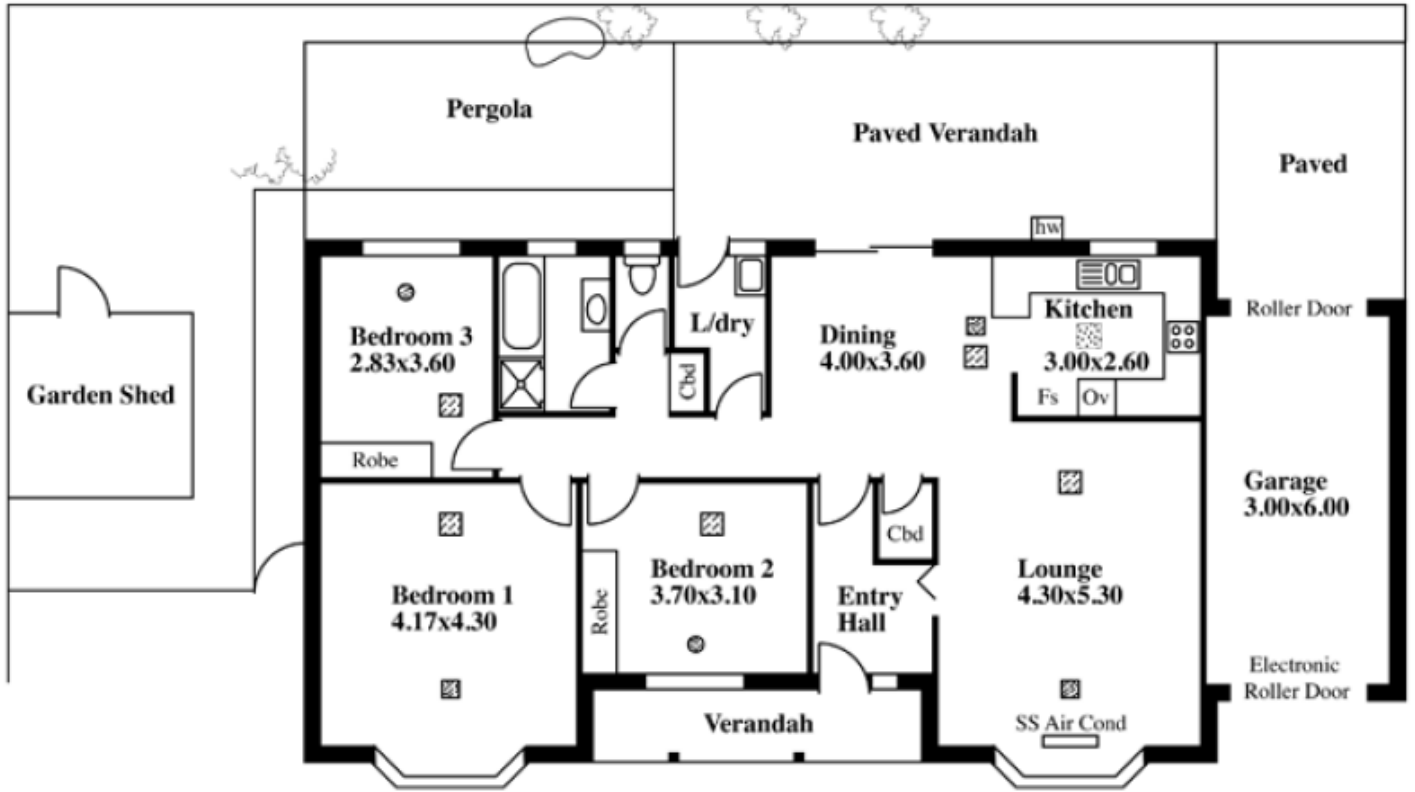 Pergola
Paved Verandah
Paved
hw
Roller Door
Kitchen
3.00x2.60
Bedroom 3
2.83x3.60
L/dry
Dining
4.00x3.60
Garden Shed
Cbd
Fs
Ov
Robe
Garage
3.00x6.00
Cbd
Bedroom 1
4.17x4.30
Robe
Bedroom 2
3.70x3.10
Entry
Hall
Lounge
4.30x5.30
Electronic
Roller Door
Verandah
SS Air Cond